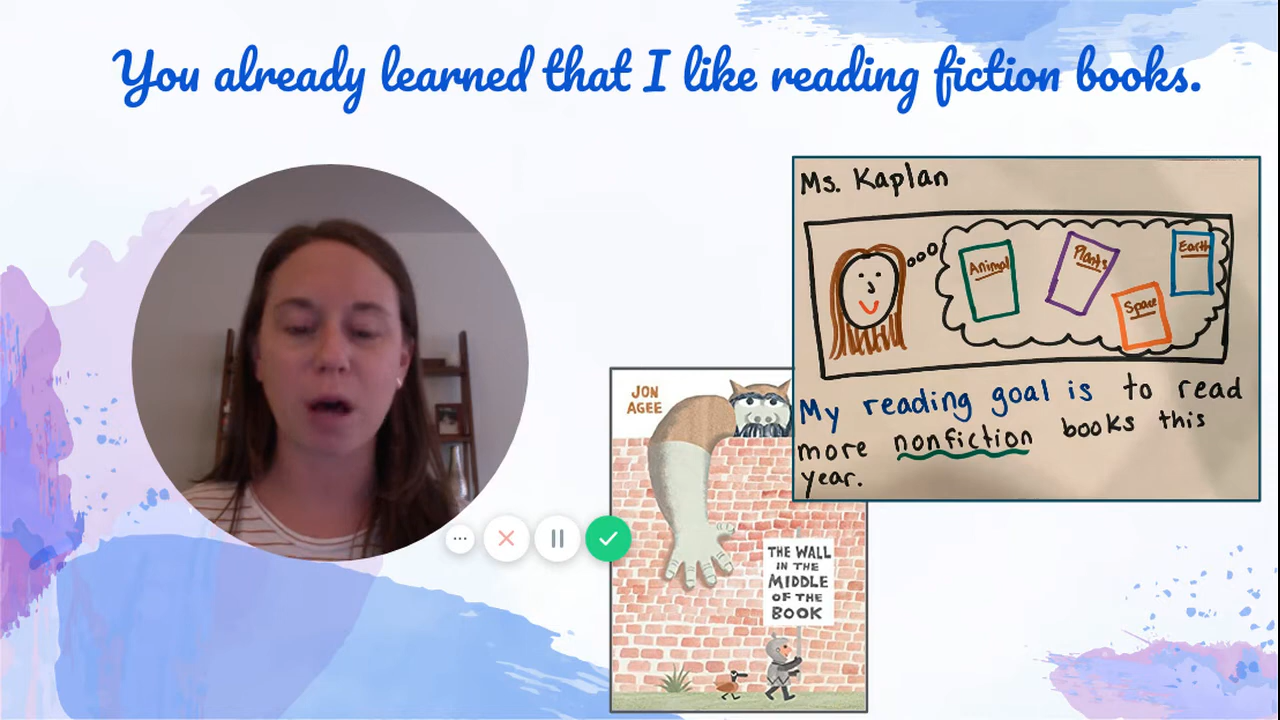 You already learned that I like reading fiction books.
Ms. Kaplan
Animal
Plants
Space
Earth
My reading goal is to read
more nonfiction books this
year.
JON
AGEE
THE WALL
IN THE
MIDDLE
OF THE
BOOK